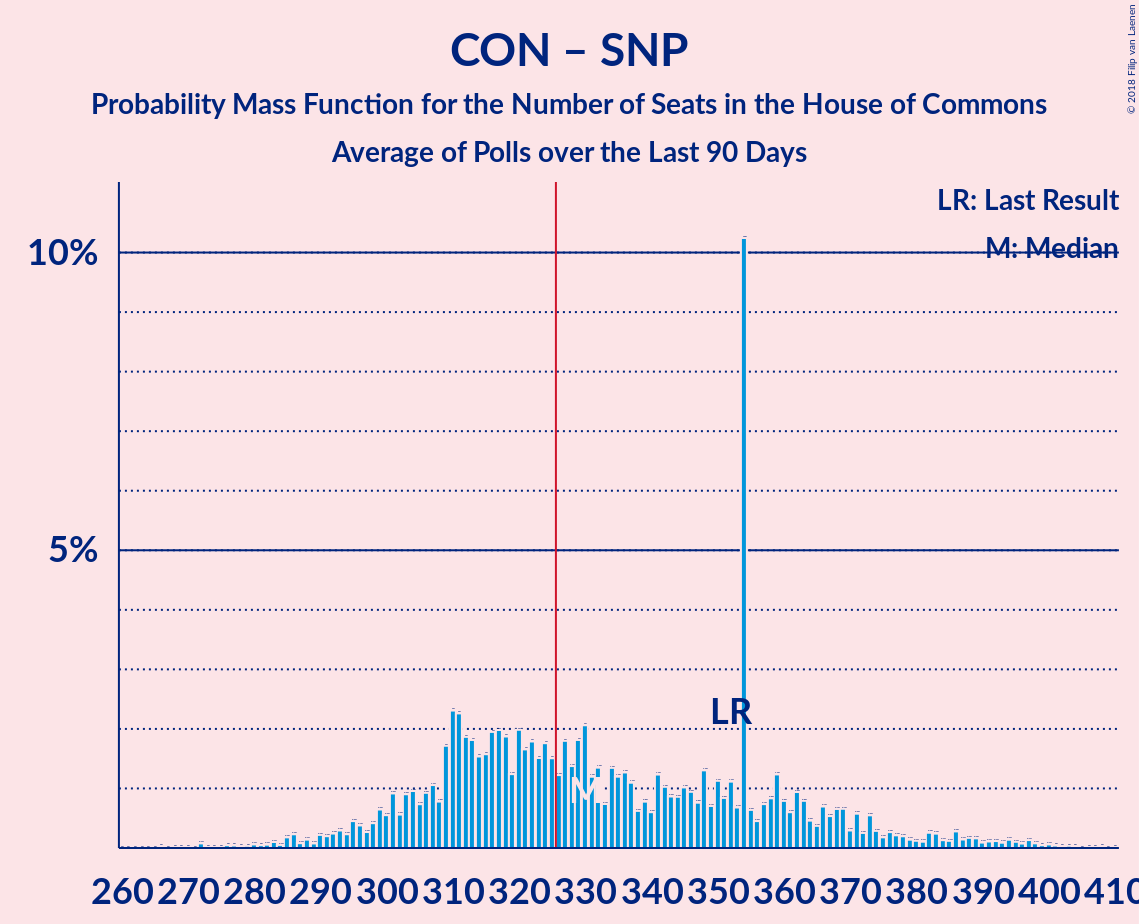 CON – SNP
Probability Mass Function for the Number of Seats in the House of Commons
Average of Polls over the Last 90 Days
© 2018 Filip van Laenen
LR: Last Result
M: Median
10%
5%
LR
M
260 270 280 290 300 310 320 330 340 350 360 370 380 390 400 410